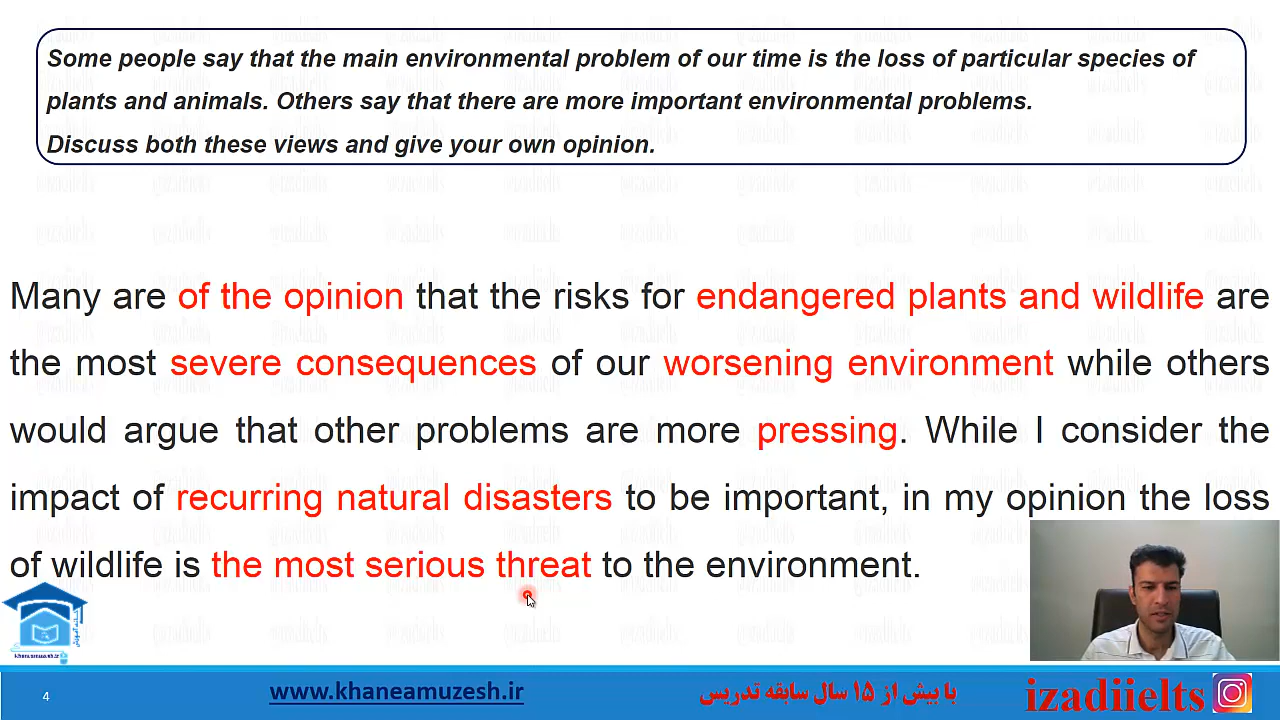 Some people say that the main environmental problem of our time is the loss of particular species of
plants and animals. Others say that there are more important environmental problems.
Discuss both these views and give your own opinion.
Many are of the opinion that the risks for endangered plants and wildlife are
the most severe consequences of our worsening environment while others
would argue that other problems are more pressing. While I consider the
impact of recurring natural disasters to be important, in my opinion the loss
of wildlife is the most serious threat to the environment.
khaneamuzesh.ir
4
www.khaneamuzesh.ir
با بیش از ۱۵ سال سابقه تدریس
izadiielts